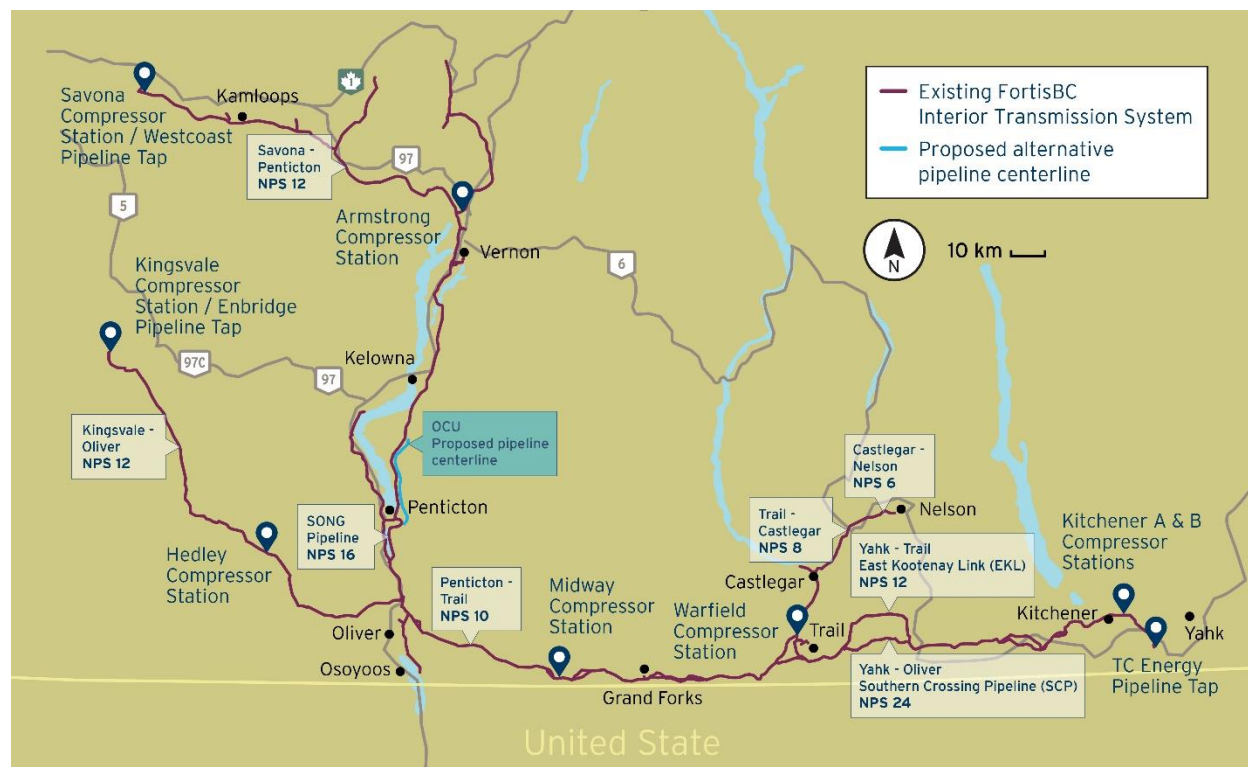 Savona
Compressor
Station / Westcoast
Pipeline Tap
Kamloops
1
Savona -
Penticton
NPS 12
97
Existing FortisBC
Interior Transmission System
Proposed alternative
pipeline centerline
N
10 km
5
Armstrong
Compressor
Station
Vernon
6
Kingsvale
Compressor
Station / Enbridge
Pipeline Tap
97C
97
Kelowna
Kingsvale -
Oliver
NPS 12
OCU
Proposed pipeline
centerline
Castlegar -
Nelson
NPS 6
Penticton
SONG
Pipeline
NPS 16
Trail -
Castlegar
NPS 8
Nelson
Hedley
Compressor
Station
Yahk - Trail
East Kootenay Link (EKL)
NPS 12
Kitchener A & B
Compressor
Stations
Penticton -
Trail
NPS 10
Midway
Compressor
Station
Castlegar
Warfield
Compressor
Station
Trail
Kitchener
Yahk
Oliver
Osoyoos
Grand Forks
Yahk - Oliver
Southern Crossing Pipeline (SCP)
NPS 24
TC Energy
Pipeline Tap
United State